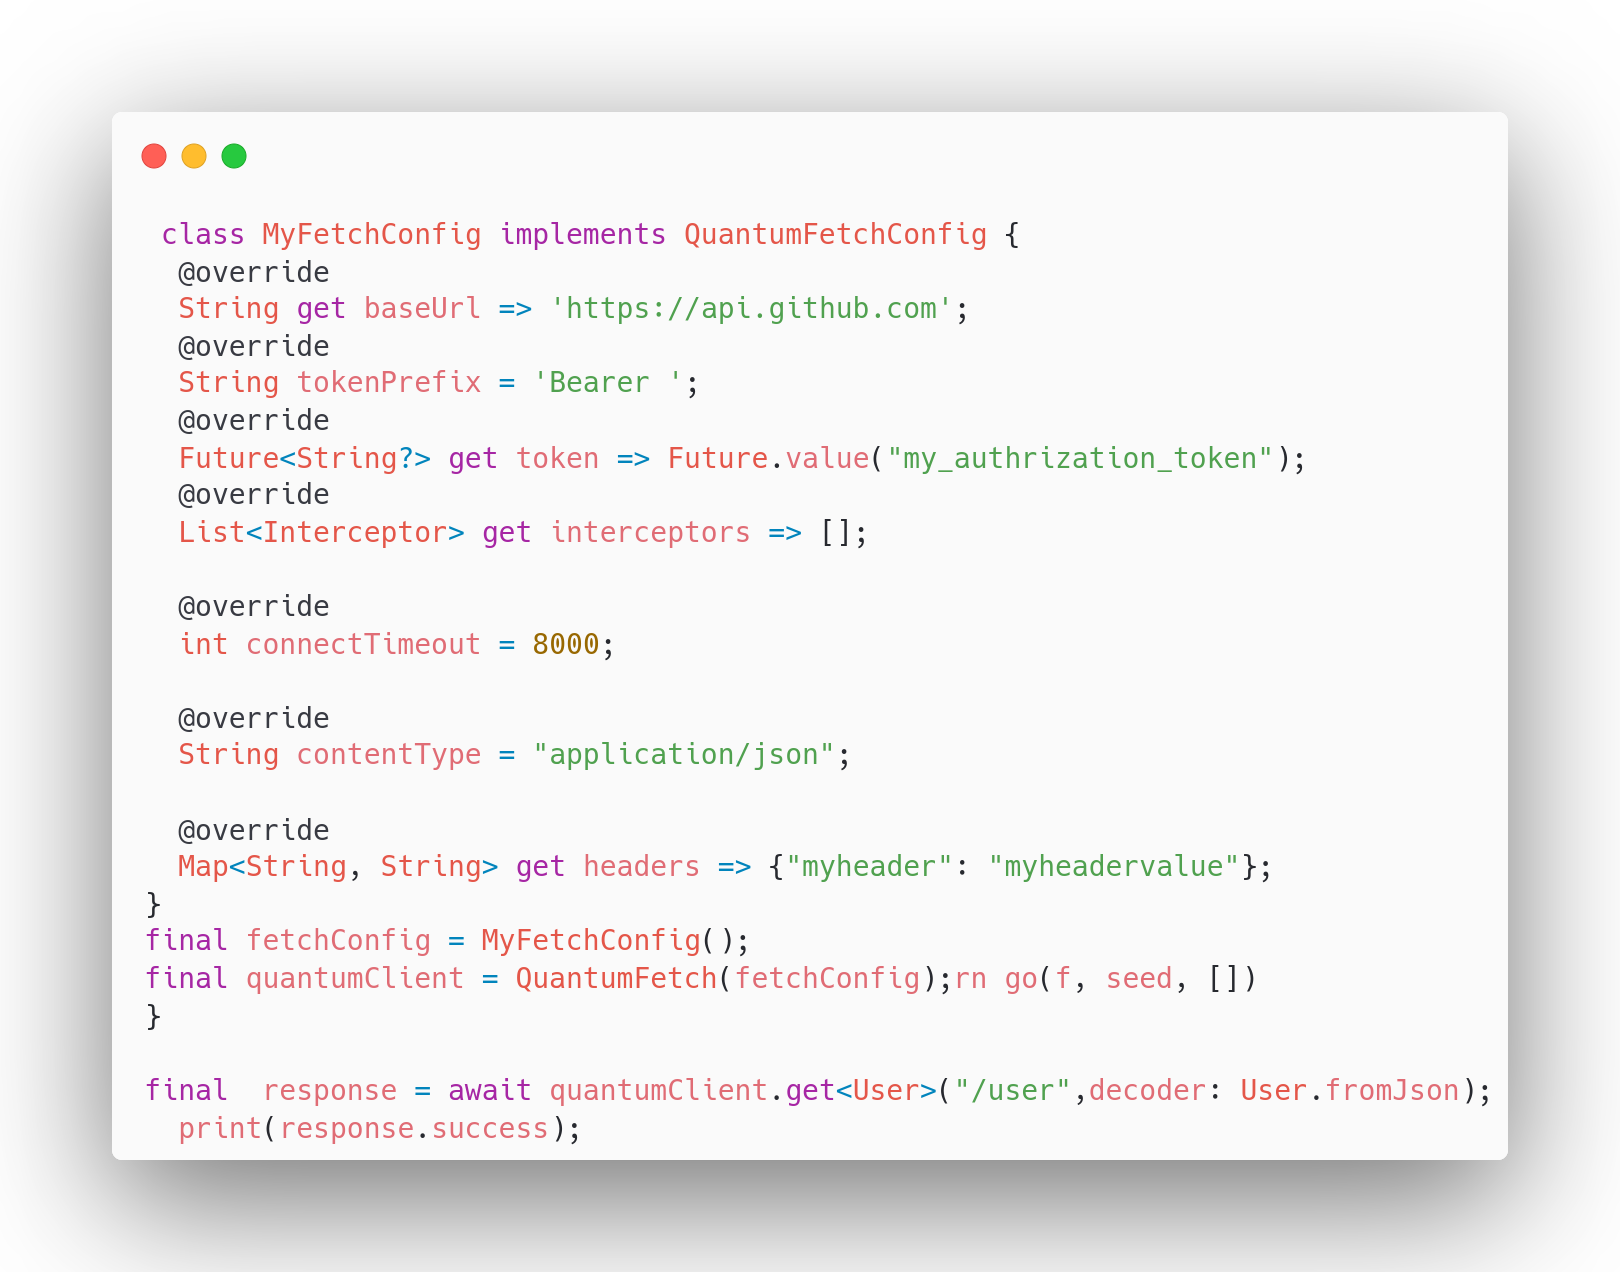 class MyFetchConfig implements QuantumFetchConfig {
@override
String get baseUrl => 'https://api.github.com';
@override
String tokenPrefix = 'Bearer ';
@override
Future<String?> get token => Future.value("my_authrization_token");
@override
List<Interceptor> get interceptors => [];
@override
int connectTimeout = 8000;
@override
String contentType = "application/json";
@override
Map<String, String> get headers => {"myheader": "myheadervalue"};
}
final fetchConfig = MyFetchConfig();
final quantumClient = QuantumFetch(fetchConfig);rn go(f, seed, [])
}
final  response = await quantumClient.get<User>("/user",decoder: User.fromJson);
print(response.success);